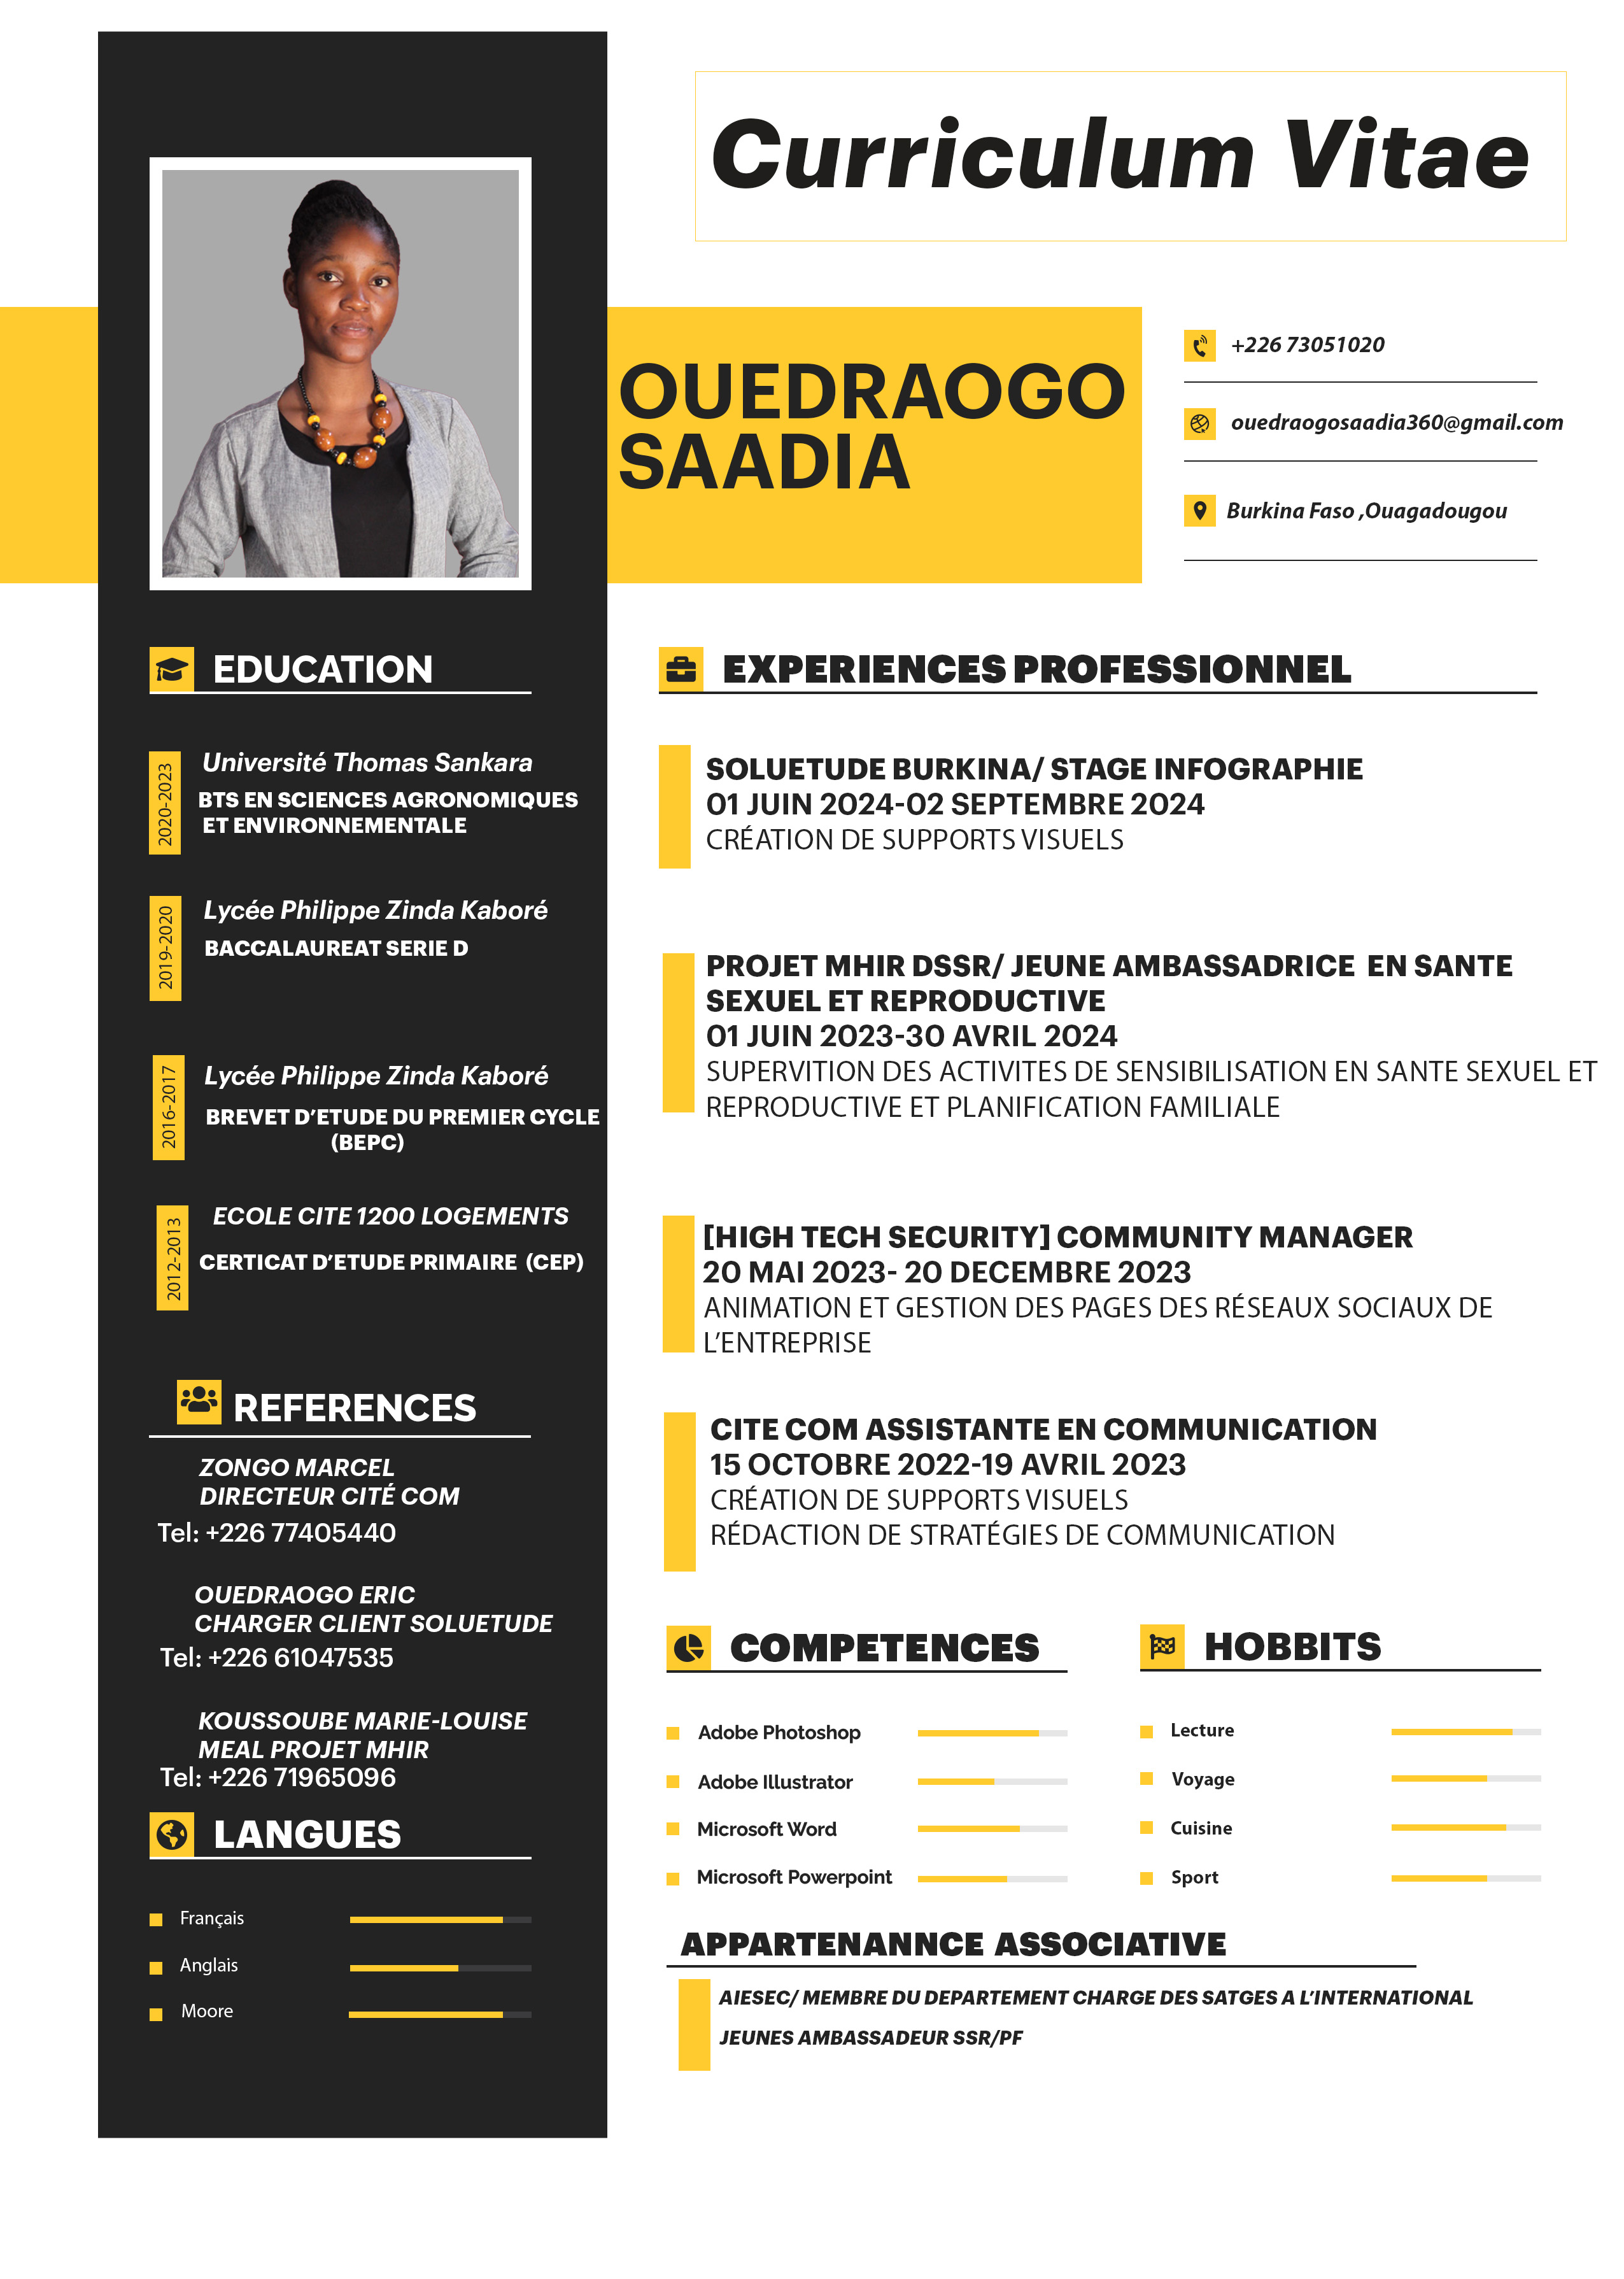 Curriculum Vitae
OUEDRAOGO
SAADIA
+226 73051020
ouedraogosaadia360@gmail.com
Burkina Faso ,Ouagadougou
EDUCATION
2020-2023
Université Thomas Sankara
BTS EN SCIENCES AGRONOMIQUES
ET ENVIRONNEMENTALE
2019-2020
Lycée Philippe Zinda Kaboré
BACCALAUREAT SERIE D
2016-2017
Lycée Philippe Zinda Kaboré
BREVET D’ETUDE DU PREMIER CYCLE
(BEPC)
2012-2013
ECOLE CITE 1200 LOGEMENTS
CERTICAT D’ETUDE PRIMAIRE (CEP)
REFERENCES
ZONGO MARCEL
DIRECTEUR CITÉ COM
Tel: +226 77405440
OUEDRAOGO ERIC
CHARGER CLIENT SOLUETUDE
Tel: +226 61047535
KOUSSOUBE MARIE-LOUISE
MEAL PROJET MHIR
Tel: +226 71965096
LANGUES
Français
Anglais
Moore
EXPERIENCES PROFESSIONNEL
SOLUETUDE BURKINA/ STAGE INFOGRAPHIE
01 JUIN 2024-02 SEPTEMBRE 2024
CRÉATION DE SUPPORTS VISUELS
PROJET MHIR DSSR/ JEUNE AMBASSADRICE EN SANTE
SEXUEL ET REPRODUCTIVE
01 JUIN 2023-30 AVRIL 2024
SUPERVITION DES ACTIVITES DE SENSIBILISATION EN SANTE SEXUEL ET
REPRODUCTIVE ET PLANIFICATION FAMILIALE
[HIGH TECH SECURITY] COMMUNITY MANAGER
20 MAI 2023- 20 DECEMBRE 2023
ANIMATION ET GESTION DES PAGES DES RÉSEAUX SOCIAUX DE
L’ENTREPRISE
CITE COM ASSISTANTE EN COMMUNICATION
15 OCTOBRE 2022-19 AVRIL 2023
CRÉATION DE SUPPORTS VISUELS
RÉDACTION DE STRATÉGIES DE COMMUNICATION
COMPETENCES
Adobe Photoshop
Adobe Illustrator
Microsoft Word
Microsoft Powerpoint
HOBBITS
Lecture
Voyage
Cuisine
Sport
APPARTENANNCE ASSOCIATIVE
AIESEC/ MEMBRE DU DEPARTEMENT CHARGE DES SATGES A L’INTERNATIONAL
JEUNES AMBASSADEUR SSR/PF